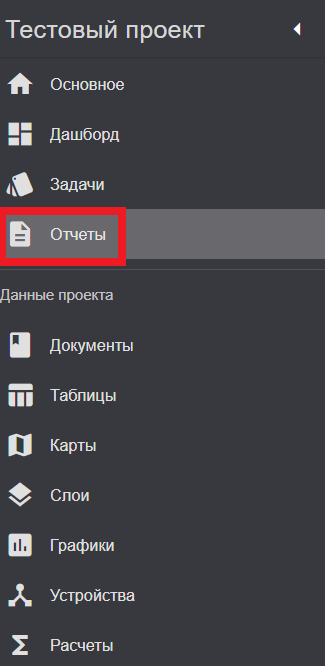 Тестовый проект
Основное
Дашборд
Задачи
Отчеты
Данные проекта
Документы
Таблицы
Карты
Слои
Графики
Устройства
Расчеты